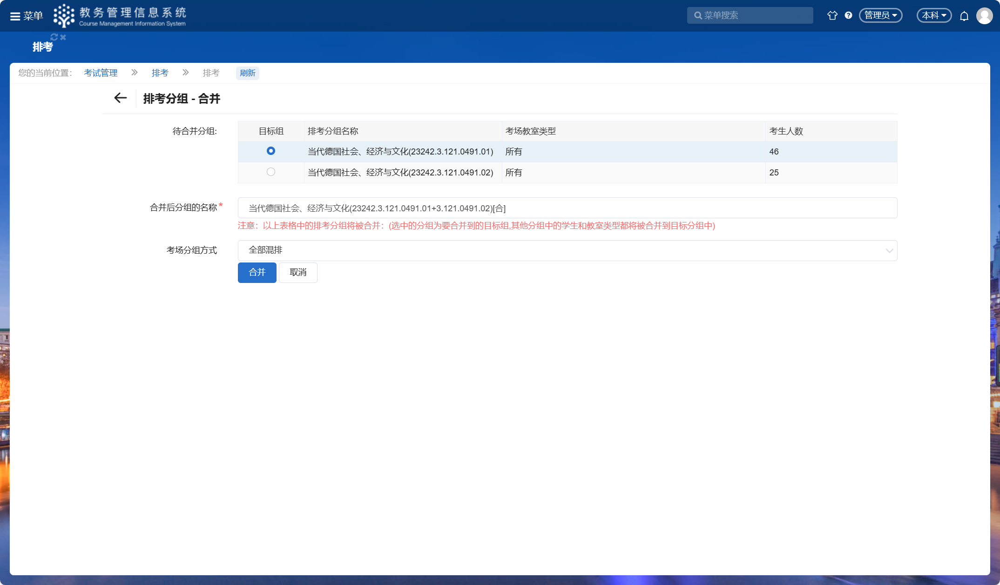 菜单
教务管理信息系统
Course Management Information System
菜单搜索
管理员
本科
排考
您的当前位置： 考试管理 排考 排考 刷新
排考分组 - 合并
待合并分组:
目标组 排考分组名称 考场教室类型 考生人数
当代德国社会、经济与文化(23242.3.121.0491.01) 所有 46
当代德国社会、经济与文化(23242.3.121.0491.02) 所有 25
合并后分组的名称* 当代德国社会、经济与文化(23242.3.121.0491.01+3.121.0491.02)[合]
注意：以上表格中的排考分组将被合并：(选中的分组为要合并到的目标组,其他分组中的学生和教室类型都将被合并到目标分组中)
考场分组方式 全部混排
合并 取消